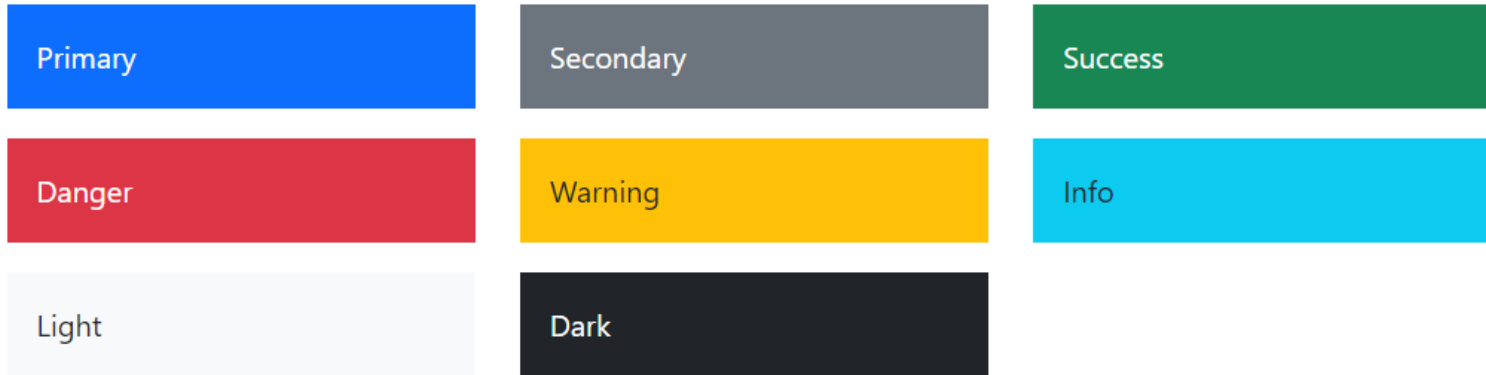 Primary
Secondary
Success
Danger
Warning
Info
Light
Dark